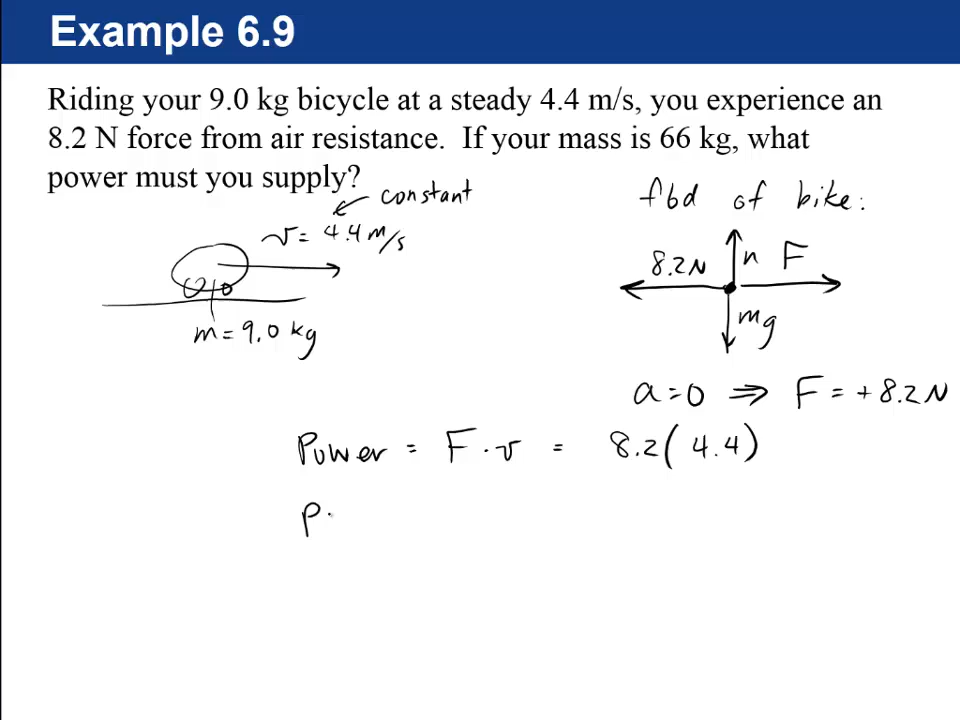 Example 6.9
Riding your 9.0 kg bicycle at a steady 4.4 m/s, you experience an
8.2 N force from air resistance.  If your mass is 66 kg, what
power must you supply?
constant
v = 4.4 m/s
m = 9.0 kg
fbd of bike:
8.2 N
n
F
mg
a = 0 ⇒ F = +8.2 N
Power = F · v = 8.2(4.4)
P